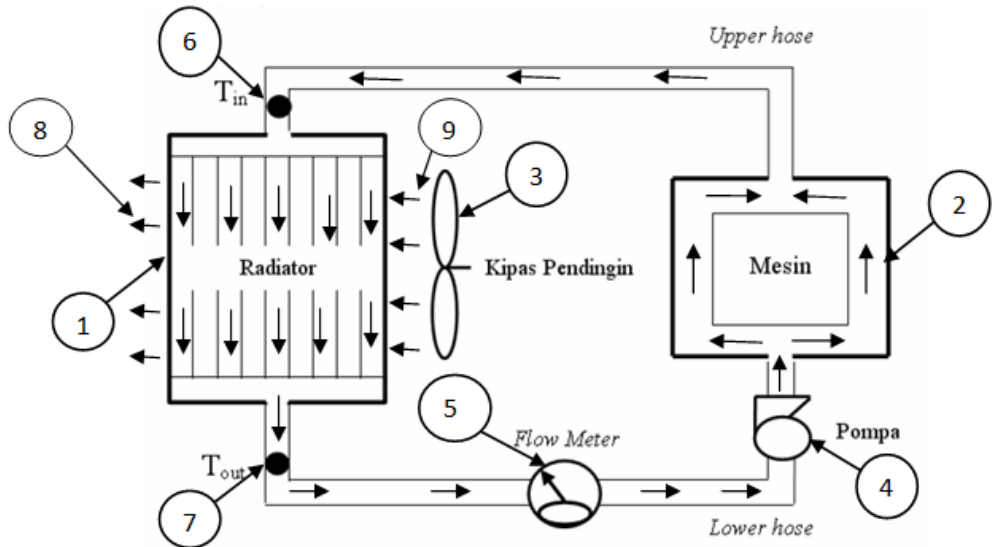 6
Upper hose
T_in
8
9
3
2
Radiator
Kipas Pendingin
Mesin
1
5
Flow Meter
Pompa
T_out
4
7
Lower hose